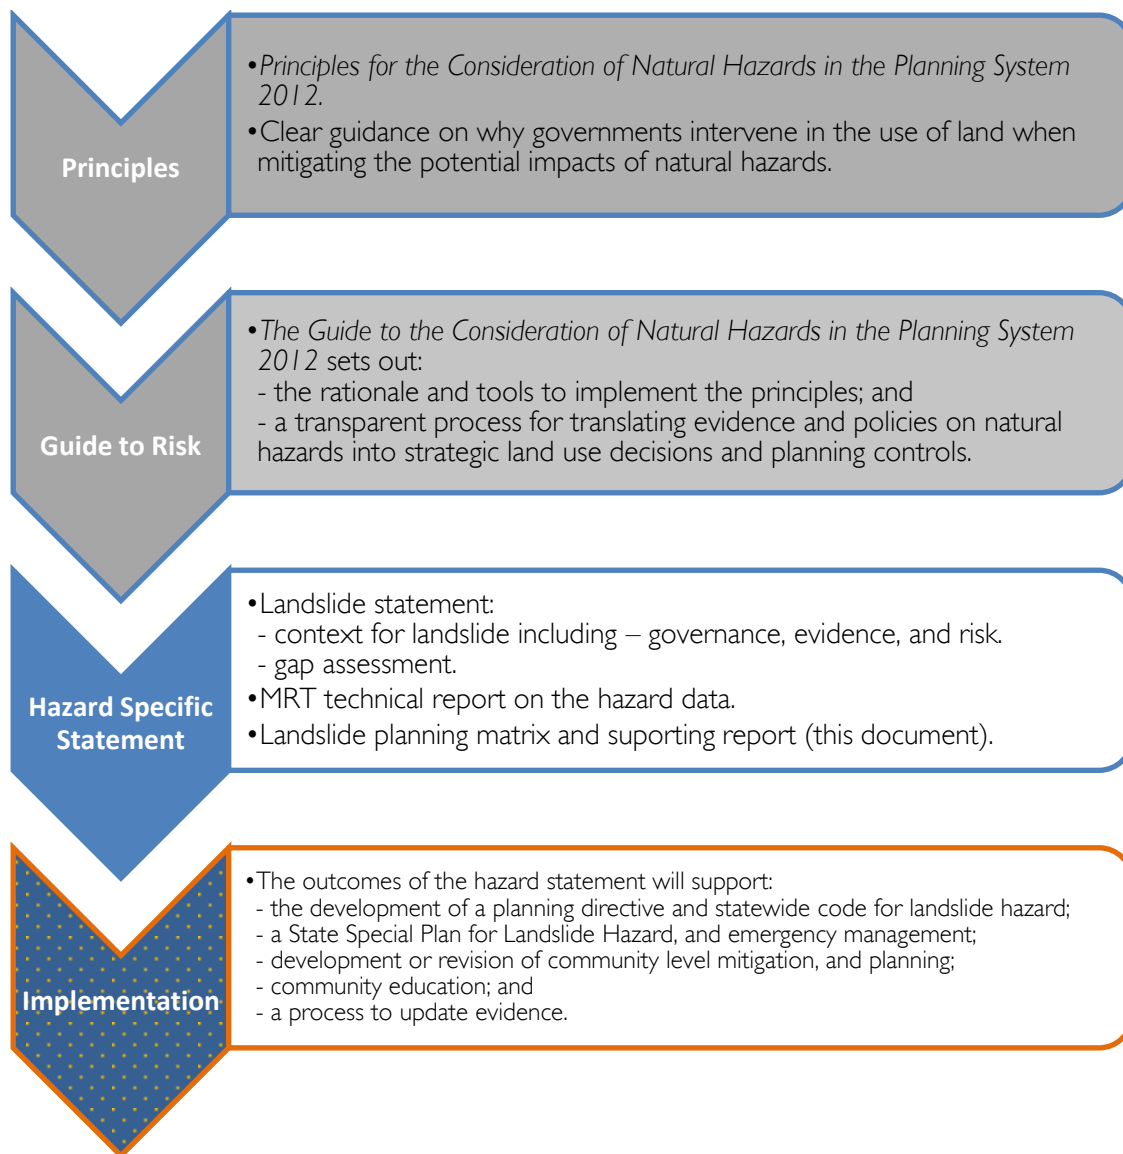 Principles
•Principles for the Consideration of Natural Hazards in the Planning System
2012.
•Clear guidance on why governments intervene in the use of land when
mitigating the potential impacts of natural hazards.
Guide to Risk
•The Guide to the Consideration of Natural Hazards in the Planning System
2012 sets out:
- the rationale and tools to implement the principles; and
- a transparent process for translating evidence and policies on natural
hazards into strategic land use decisions and planning controls.
Hazard Specific
Statement
•Landslide statement:
- context for landslide including – governance, evidence, and risk.
- gap assessment.
•MRT technical report on the hazard data.
•Landslide planning matrix and suporting report (this document).
Implementation
•The outcomes of the hazard statement will support:
- the development of a planning directive and statewide code for landslide hazard;
- a State Special Plan for Landslide Hazard, and emergency management;
- development or revision of community level mitigation, and planning;
- community education; and
- a process to update evidence.